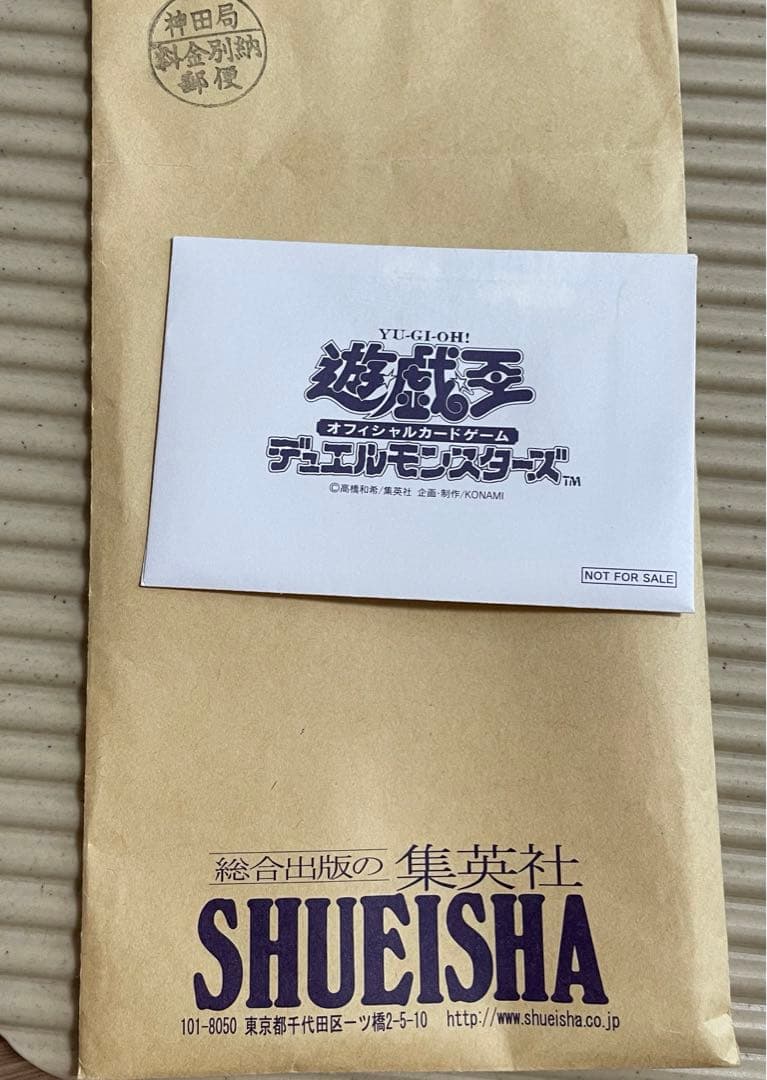 神田局
料金別納
郵便
YU-GI-OH!
遊☆戯☆王
オフィシャルカードゲーム
デュエルモンスターズ™
©高橋和希/集英社 企画・制作/KONAMI
NOT FOR SALE
総合出版の 集英社
SHUEISHA
101-8050 東京都千代田区一ツ橋2-5-10 http://www.shueisha.co.jp